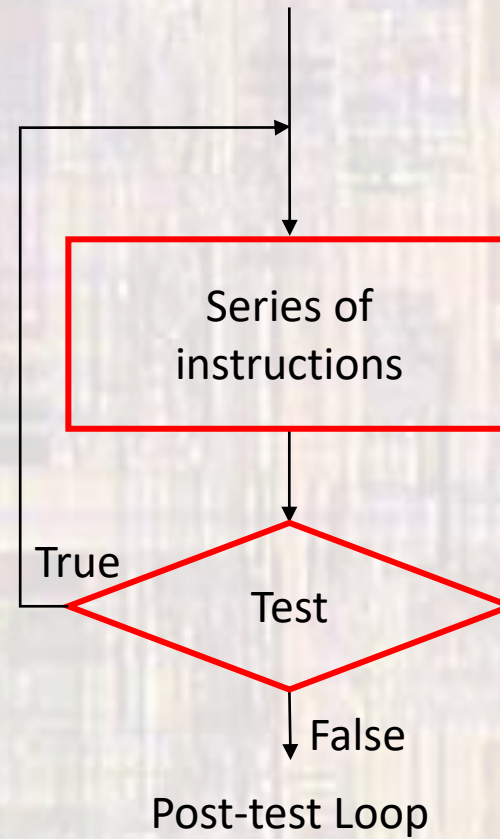 Series of
instructions
True
Test
False
Post-test Loop